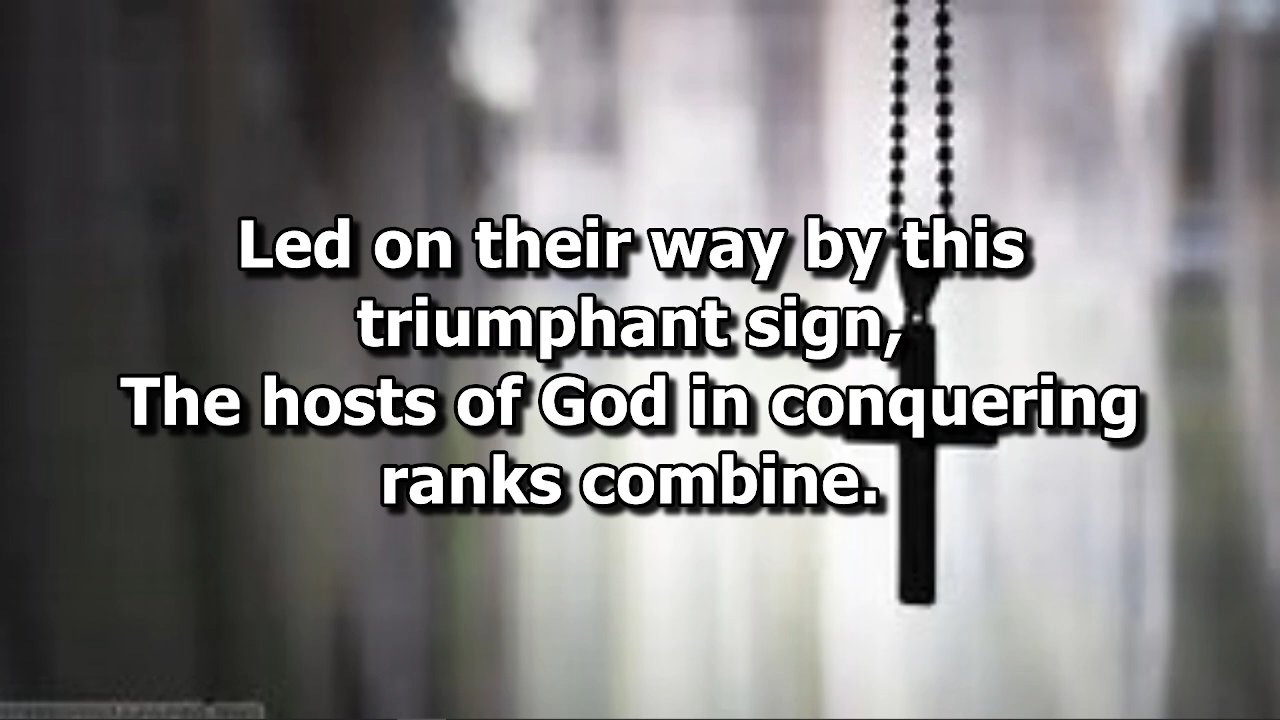 Led on their way by this
triumphant sign,
The hosts of God in conquering
ranks combine.